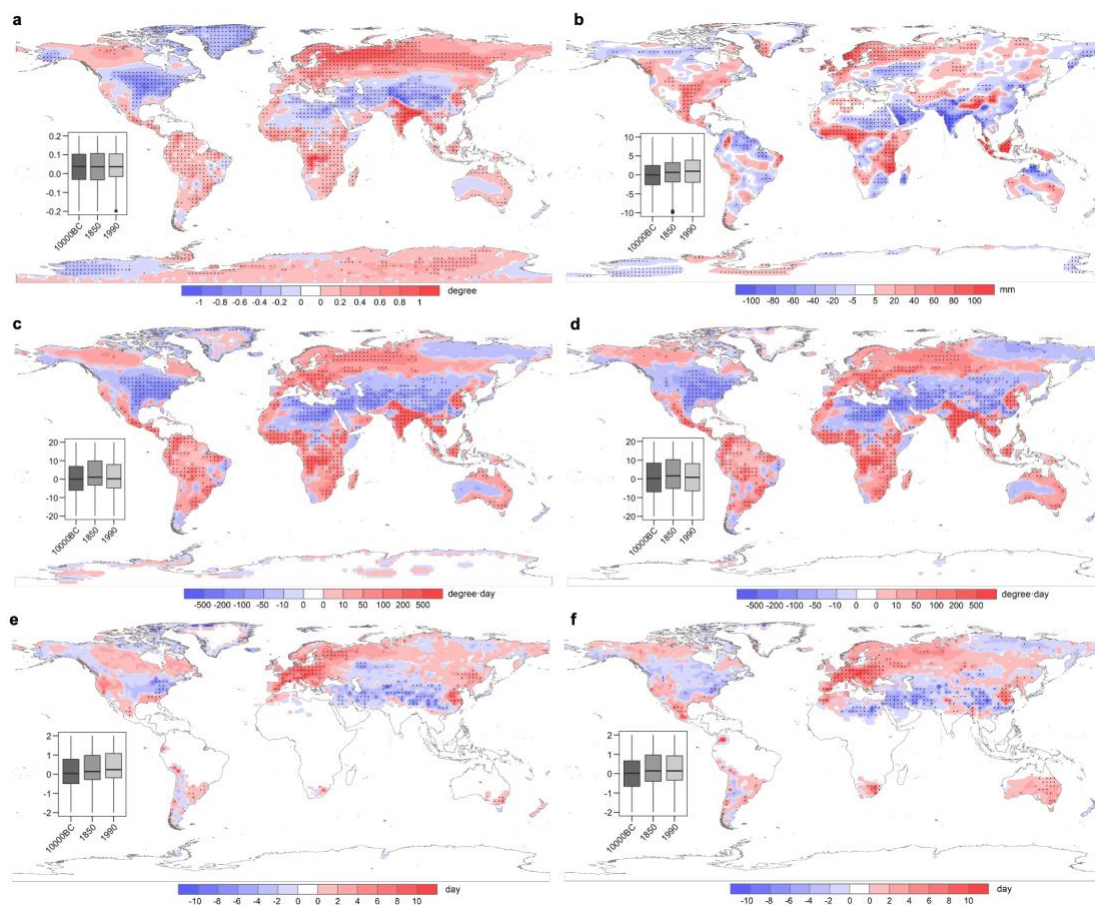 a
0.2
0.1
0.0
-0.1
-0.2
10000BC 1850 1990
-1 -0.8 -0.6 -0.4 -0.2 0 0.2 0.4 0.6 0.8 1 degree
b
10
5
0
-5
-10
10000BC 1850 1990
-100 -80 -60 -40 -20 -5 5 20 40 60 80 100 mm
c
20
10
0
-10
-20
10000BC 1850 1990
-500 -200 -100 -50 -10 0 0 10 50 100 200 500 degree·day
d
20
10
0
-10
-20
10000BC 1850 1990
-500 -200 -100 -50 -10 0 0 10 50 100 200 500 degree·day
e
2
1
0
-1
-2
10000BC 1850 1990
-10 -8 -6 -4 -2 0 0 2 4 6 8 10 day
f
2
1
0
-1
-2
10000BC 1850 1990
-10 -8 -6 -4 -2 0 0 2 4 6 8 10 day